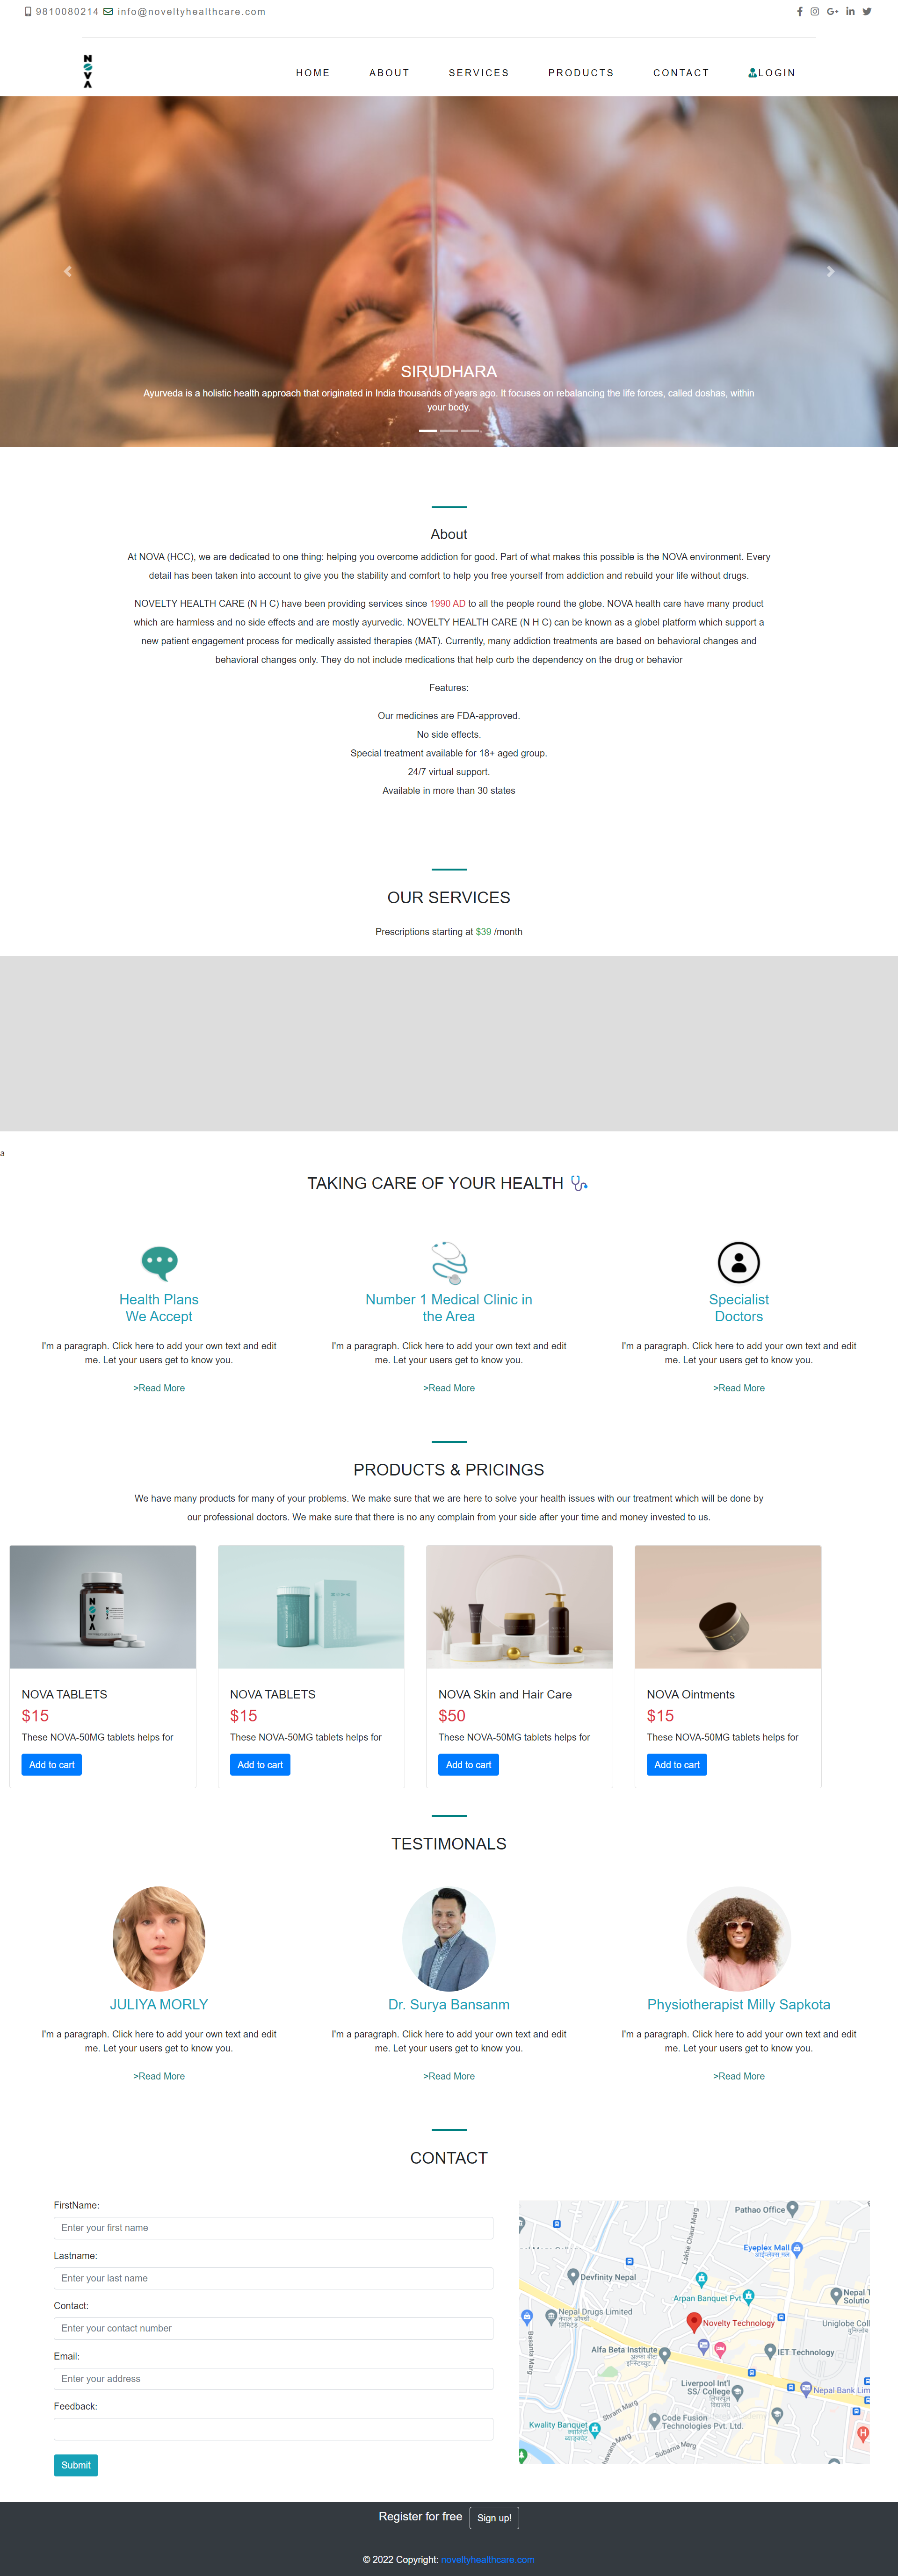 9810080214 info@noveltyhealthcare.com
NOVA
HOME ABOUT SERVICES PRODUCTS CONTACT LOGIN
SIRUDHARA
Ayurveda is a holistic health approach that originated in India thousands of years ago. It focuses on rebalancing the life forces, called doshas, within
your body.
About
At NOVA (HCC), we are dedicated to one thing: helping you overcome addiction for good. Part of what makes this possible is the NOVA environment. Every
detail has been taken into account to give you the stability and comfort to help you free yourself from addiction and rebuild your life without drugs.
NOVELTY HEALTH CARE (N H C) have been providing services since 1990 AD to all the people round the globe. NOVA health care have many product
which are harmless and no side effects and are mostly ayurvedic. NOVELTY HEALTH CARE (N H C) can be known as a global platform which support a
new patient engagement process for medically assisted therapies (MAT). Currently, many addiction treatments are based on behavioral changes and
behavioral changes only. They do not include medications that help curb the dependency on the drug or behavior
Features:
Our medicines are FDA-approved.
No side effects.
Special treatment available for 18+ aged group.
24/7 virtual support.
Available in more than 30 states
OUR SERVICES
Prescriptions starting at $39 /month
a
TAKING CARE OF YOUR HEALTH
Health Plans
We Accept
I'm a paragraph. Click here to add your own text and edit
me. Let your users get to know you.
>Read More
Number 1 Medical Clinic in
the Area
I'm a paragraph. Click here to add your own text and edit
me. Let your users get to know you.
>Read More
Specialist
Doctors
I'm a paragraph. Click here to add your own text and edit
me. Let your users get to know you.
>Read More
PRODUCTS & PRICINGS
We have many products for many of your problems. We make sure that we are here to solve your health issues with our treatment which will be done by
our professional doctors. We make sure that there is no any complain from your side after your time and money invested to us.
NOVA
NOVA TABLETS
$15
These NOVA-50MG tablets helps for
Add to cart
NOVA TABLETS
$15
These NOVA-50MG tablets helps for
Add to cart
NOVA Skin and Hair Care
$50
These NOVA-50MG tablets helps for
Add to cart
NOVA Ointments
$15
These NOVA-50MG tablets helps for
Add to cart
TESTIMONALS
JULIYA MORLY
I'm a paragraph. Click here to add your own text and edit
me. Let your users get to know you.
>Read More
Dr. Surya Bansanm
I'm a paragraph. Click here to add your own text and edit
me. Let your users get to know you.
>Read More
Physiotherapist Milly Sapkota
I'm a paragraph. Click here to add your own text and edit
me. Let your users get to know you.
>Read More
CONTACT
FirstName:
Enter your first name
Lastname:
Enter your last name
Contact:
Enter your contact number
Email:
Enter your address
Feedback:
Submit
Pathao Office
Lakhe Chaur Marg
Eyeplex Mall
Devfinity Nepal
Arpan Banquet Pvt
Nepal T
Solutio
Nepal Drugs Limited
नेपाल औषधी
लिमिटेड
Novelty Technology
Uniglobe Col
Basanta Marg
Alfa Beta Institute
IET Technology
Liverpool Int'l
SS/ College
Nepal Bank Lim
Shram Marg
Kwality Banquet
Code Fusion
Technologies Pvt. Ltd.
Subarna Marg
Register for free Sign up!
© 2022 Copyright: noveltyhealthcare.com